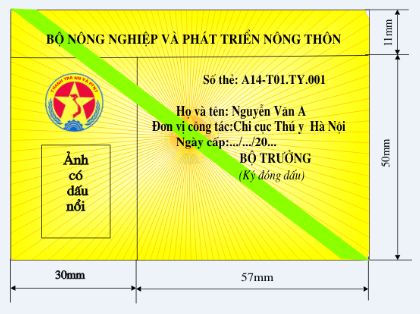 BỘ NÔNG NGHIỆP VÀ PHÁT TRIỂN NÔNG THÔN
11mm
Số thẻ: A14-T01.TY.001
Họ và tên: Nguyễn Văn A
Đơn vị công tác:Chi cục Thú y Hà Nội
Ngày cấp:.../.../20...
BỘ TRƯỞNG
(Ký đóng dấu)
Ảnh
có
dấu
nổi
50mm
30mm
57mm